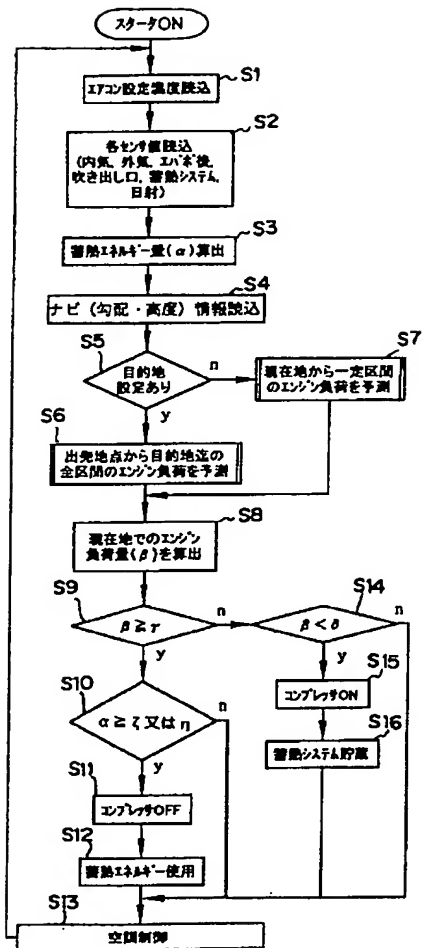 スタータON
S1
エアコン設定温度読込
S2
各センサ値読込
(内気, 外気, エバポ後,
吹き出し口, 蓄熱システム,
日射)
S3
蓄熱エネルギー量(α)算出
S4
ナビ (勾配・高度) 情報読込
S5
目的地
設定あり
n
y
S7
現在地から一定区間
のエンジン負荷を予測
S6
出発地点から目的地迄の
全区間のエンジン負荷を予測
S8
現在地でのエンジン
負荷量(β)を算出
S9
β≧γ
n
y
S14
β<δ
n
y
S15
コンプレッサON
S16
蓄熱システム貯蔵
S10
α≧ζ又はη
n
y
S11
コンプレッサOFF
S12
蓄熱エネルギー使用
S13
空調制御